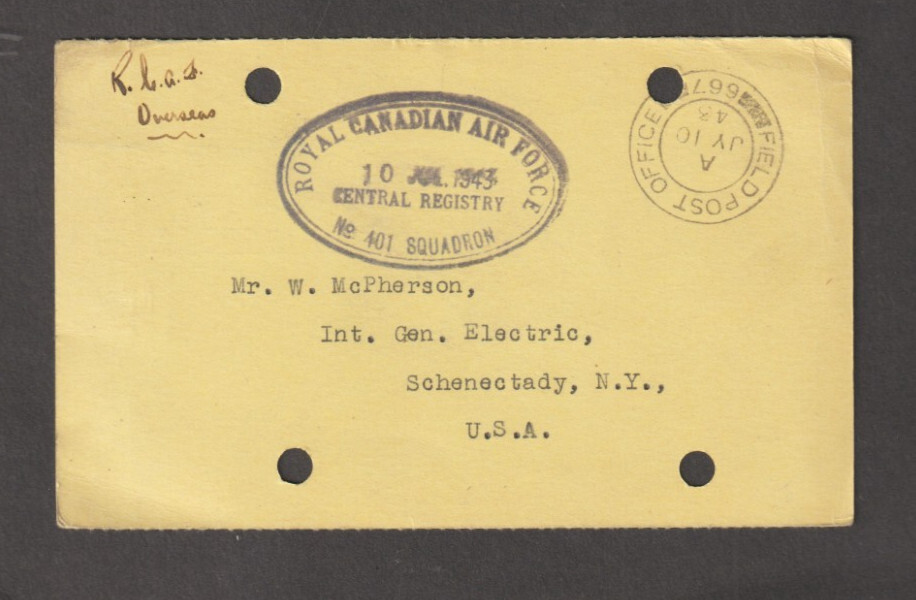 R.C.A.F.
Overseas
ROYAL CANADIAN AIR FORCE
10 JUL. 1943
CENTRAL REGISTRY
No 401 SQUADRON
FIELD POST OFFICE
667
A
JY 10
43
Mr. W. McPherson,
Int. Gen. Electric,
Schenectady, N.Y.,
U.S.A.